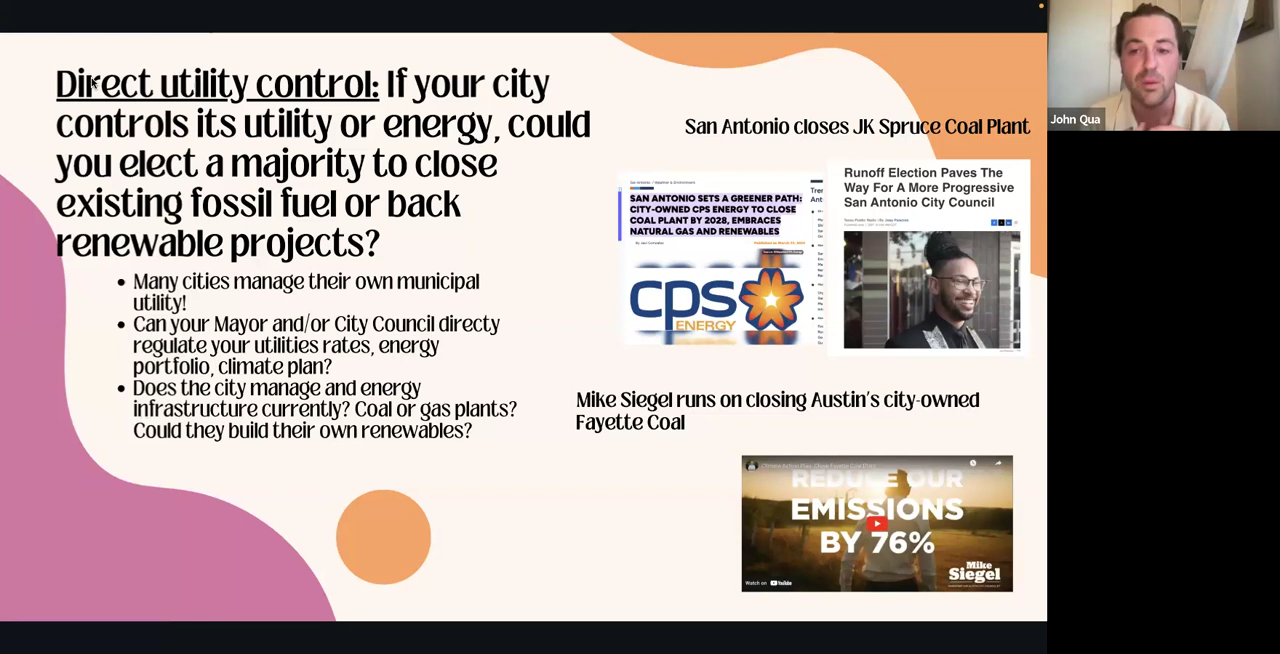 Direct utility control: If your city
controls its utility or energy, could
you elect a majority to close
existing fossil fuel or back
renewable projects?
Many cities manage their own municipal
utility!
Can your Mayor and/or City Council directy
regulate your utilities rates, energy
portfolio, climate plan?
Does the city manage and energy
infrastructure currently? Coal or gas plants?
Could they build their own renewables?
San Antonio closes JK Spruce Coal Plant
SAN ANTONIO SETS A GREENER PATH:
CITY-OWNED CPS ENERGY TO CLOSE
COAL PLANT BY 2028, EMBRACES
NATURAL GAS AND RENEWABLES
cps
ENERGY
Runoff Election Paves The
Way For A More Progressive
San Antonio City Council
Mike Siegel runs on closing Austin's city-owned
Fayette Coal
REDUCE OUR
EMISSIONS
BY 76%
Mike
Siegel
Watch on YouTube
John Qua